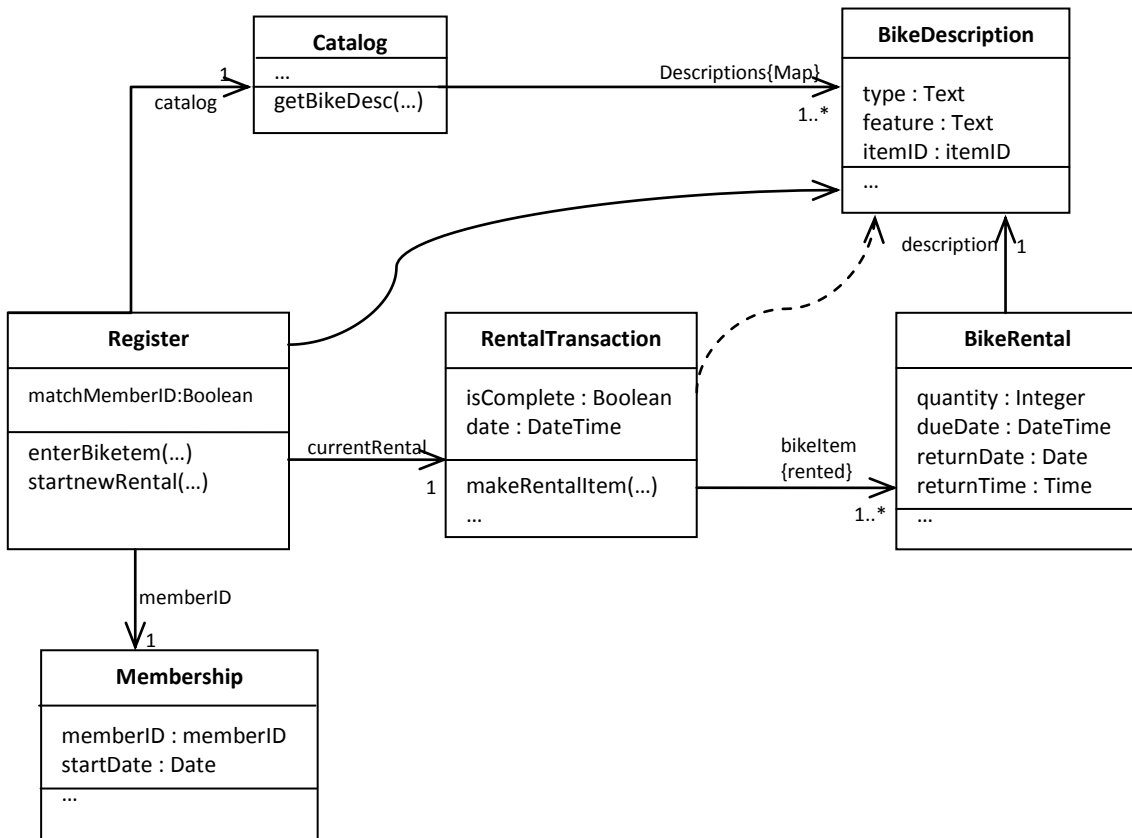 Catalog
...
getBikeDesc(...)
1
catalog
Descriptions{Map}
1..*
BikeDescription
type : Text
feature : Text
itemID : itemID
...
description
1
Register
matchMemberID:Boolean
enterBiketem(...)
startnewRental(...)
currentRental
1
RentalTransaction
isComplete : Boolean
date : DateTime
makeRentalItem(...)
...
bikeItem
{rented}
1..*
BikeRental
quantity : Integer
dueDate : DateTime
returnDate : Date
returnTime : Time
...
memberID
1
Membership
memberID : memberID
startDate : Date
...